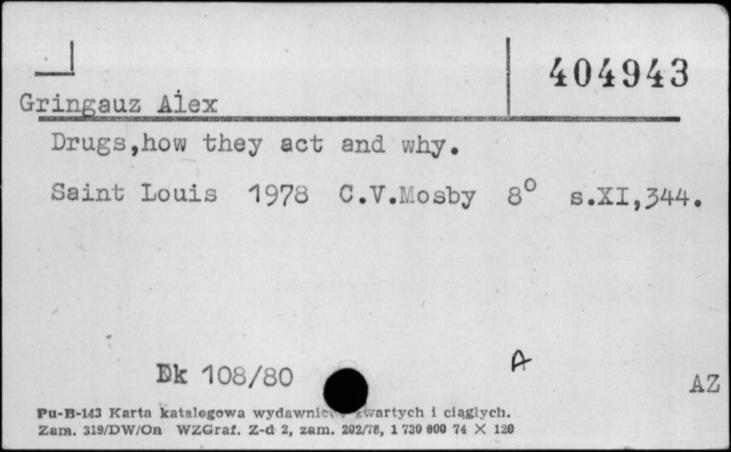 404943
Gringauz Alex
Drugs,how they act and why.
Saint Louis 1978 C.V.Mosby 8° s.XI,344.
A
Dk 108/80
AZ
Pu-B-143 Karta katalogowa wydawnic zwartych i ciągłych.
Zam. 319/DW/On WZGraf. Z-d 2, zam. 202/78, 1 730 000 74 X 120